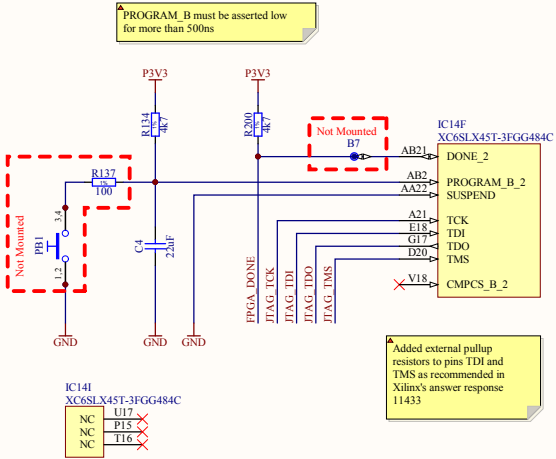 PROGRAM_B must be asserted low
for more than 500ns
P3V3
P3V3
R134
1%
4k7
R200
1%
4k7
Not Mounted
B7
IC14F
XC6SLX45T-3FGG484C
AB21
DONE_2
R137
1%
100
AB2
PROGRAM_B_2
AA22
SUSPEND
Not Mounted
PB1
3,4
1,2
C4
22uF
A21
TCK
E18
TDI
G17
TDO
D20
TMS
V18
CMPCS_B_2
FPGA_DONE
JTAG_TCK
JTAG_TDI
JTAG_TDO
JTAG_TMS
GND
GND
GND
Added external pullup
resistors to pins TDI and
TMS as recommended in
Xilinx's answer response
11433
IC14I
XC6SLX45T-3FGG484C
NC
U17
NC
P15
NC
T16